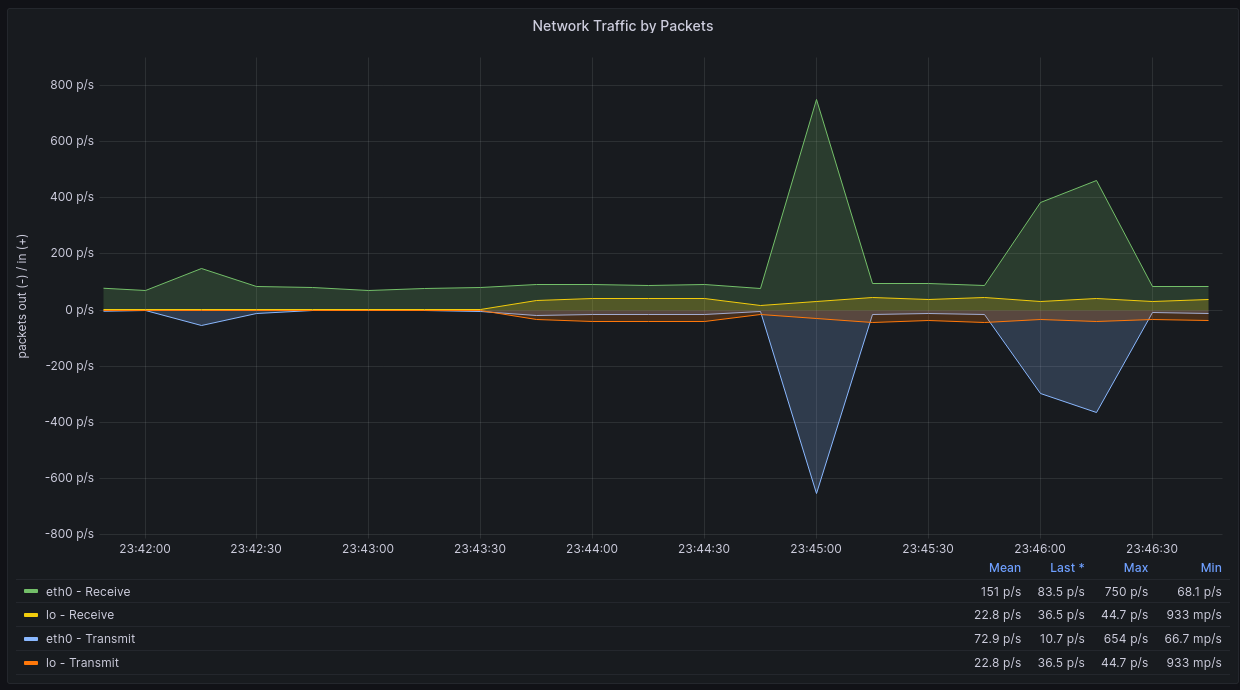 Network Traffic by Packets
packets out (-) / in (+)
800 p/s
600 p/s
400 p/s
200 p/s
0 p/s
-200 p/s
-400 p/s
-600 p/s
-800 p/s
23:42:00 23:42:30 23:43:00 23:43:30 23:44:00 23:44:30 23:45:00 23:45:30 23:46:00 23:46:30
Mean Last * Max Min
eth0 - Receive 151 p/s 83.5 p/s 750 p/s 68.1 p/s
lo - Receive 22.8 p/s 36.5 p/s 44.7 p/s 933 mp/s
eth0 - Transmit 72.9 p/s 10.7 p/s 654 p/s 66.7 mp/s
lo - Transmit 22.8 p/s 36.5 p/s 44.7 p/s 933 mp/s